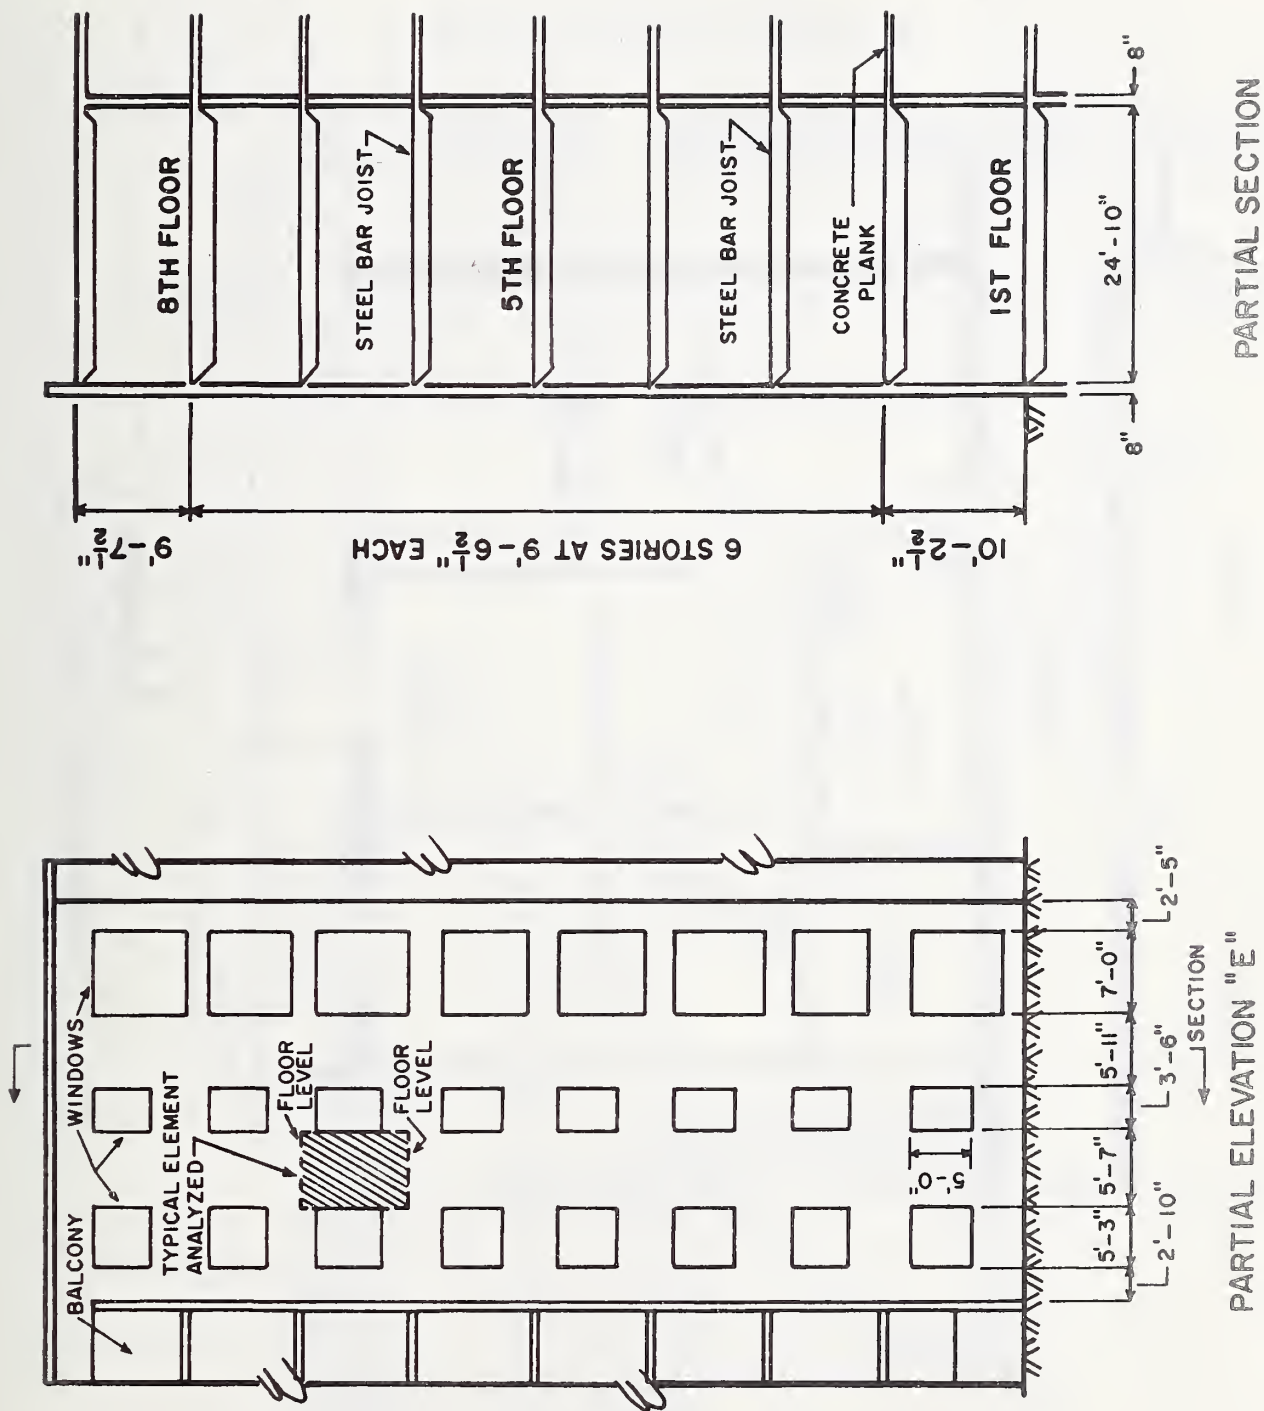 BALCONY
WINDOWS
TYPICAL ELEMENT
ANALYZED
FLOOR
LEVEL
FLOOR
LEVEL
5'-0"
2'-10"
5'-3"
5'-7"
3'-6"
5'-11"
7'-0"
2'-5"
SECTION
PARTIAL ELEVATION "E"
9'-7½"
6 STORIES AT 9'-6½" EACH
10'-2½"
8TH FLOOR
STEEL BAR JOIST
5TH FLOOR
STEEL BAR JOIST
CONCRETE
PLANK
1ST FLOOR
8"
24'-10"
8"
PARTIAL SECTION